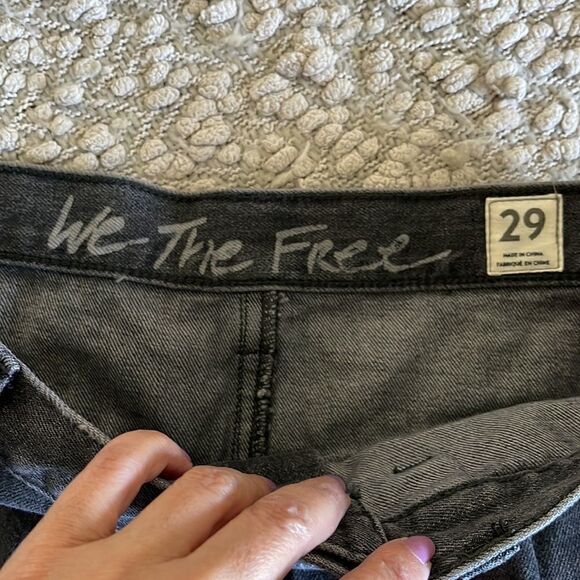 We The Free
29
MADE IN CHINA
FABRIQUÉ EN CHINE